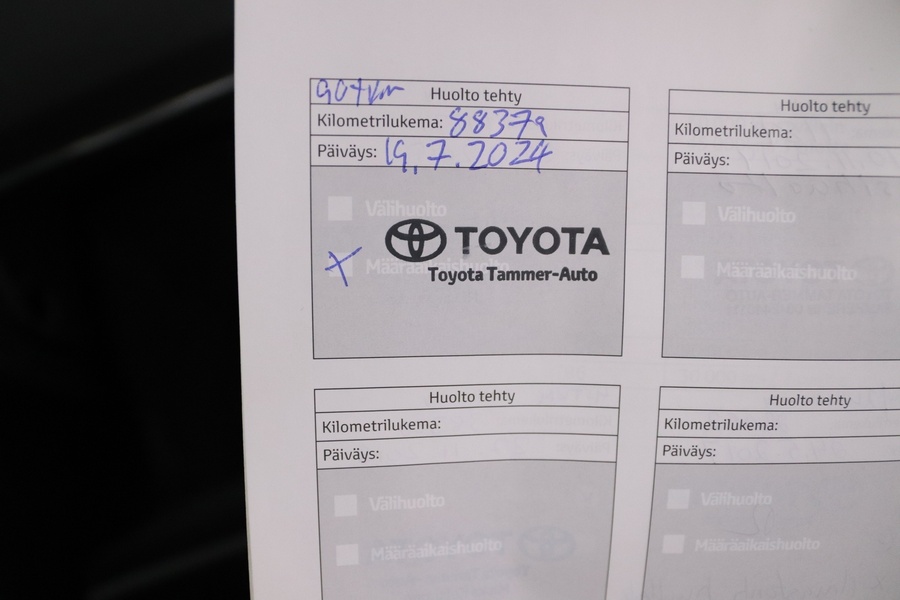 90tkm Huolto tehty
Kilometrilukema: 88379
Päiväys: 19.7.2024
Välihuolto
TOYOTA
X Määräaikaishuolto
Toyota Tammer-Auto
Huolto tehty
Kilometrilukema:
Päiväys:
Välihuolto
Määräaikaishuolto
Huolto tehty
Kilometrilukema:
Päiväys:
Välihuolto
Määräaikaishuolto
Huolto tehty
Kilometrilukema:
Päiväys:
Välihuolto
Määräaikaishuolto